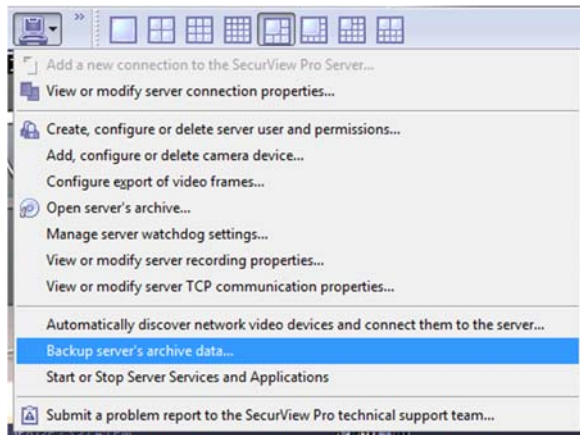 Add a new connection to the SecurView Pro Server...
View or modify server connection properties...
Create, configure or delete server user and permissions...
Add, configure or delete camera device...
Configure export of video frames...
Open server's archive...
Manage server watchdog settings...
View or modify server recording properties...
View or modify server TCP communication properties...
Automatically discover network video devices and connect them to the server...
Backup server's archive data...
Start or Stop Server Services and Applications
Submit a problem report to the SecurView Pro technical support team...